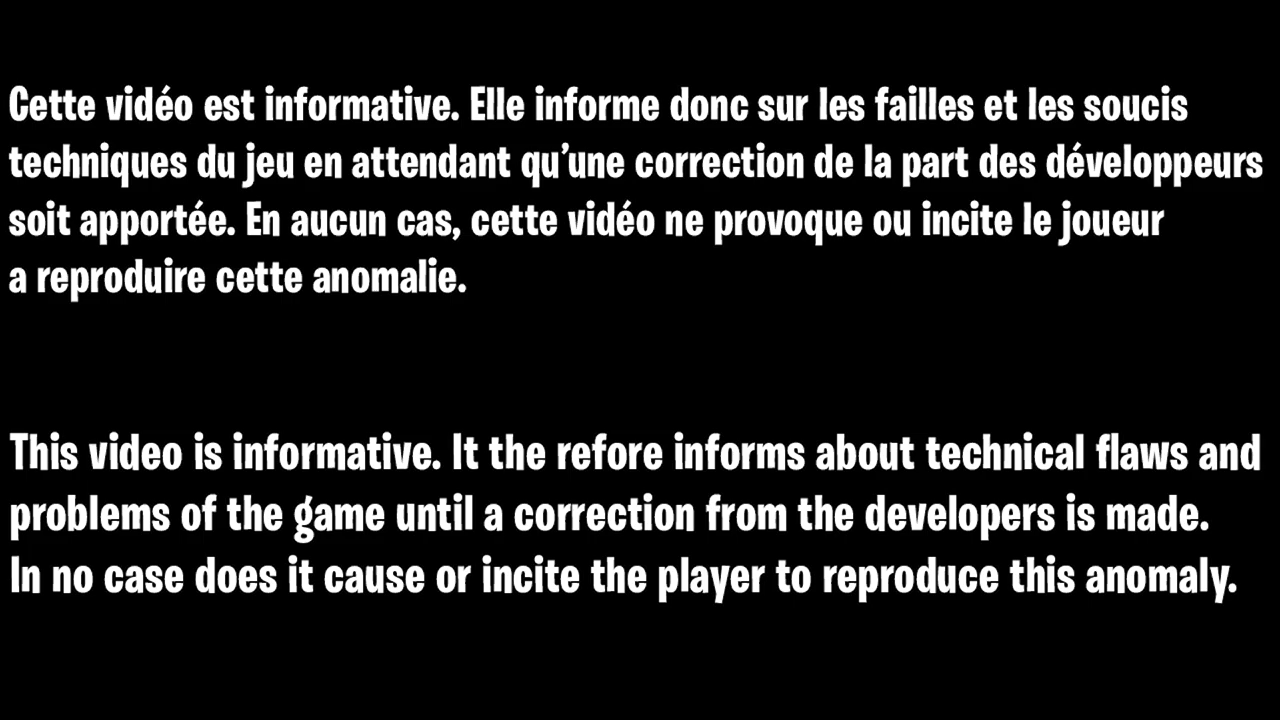 Cette vidéo est informative. Elle informe donc sur les failles et les soucis
techniques du jeu en attendant qu’une correction de la part des développeurs
soit apportée. En aucun cas, cette vidéo ne provoque ou incite le joueur
a reproduire cette anomalie.
This video is informative. It the refore informs about technical flaws and
problems of the game until a correction from the developers is made.
In no case does it cause or incite the player to reproduce this anomaly.